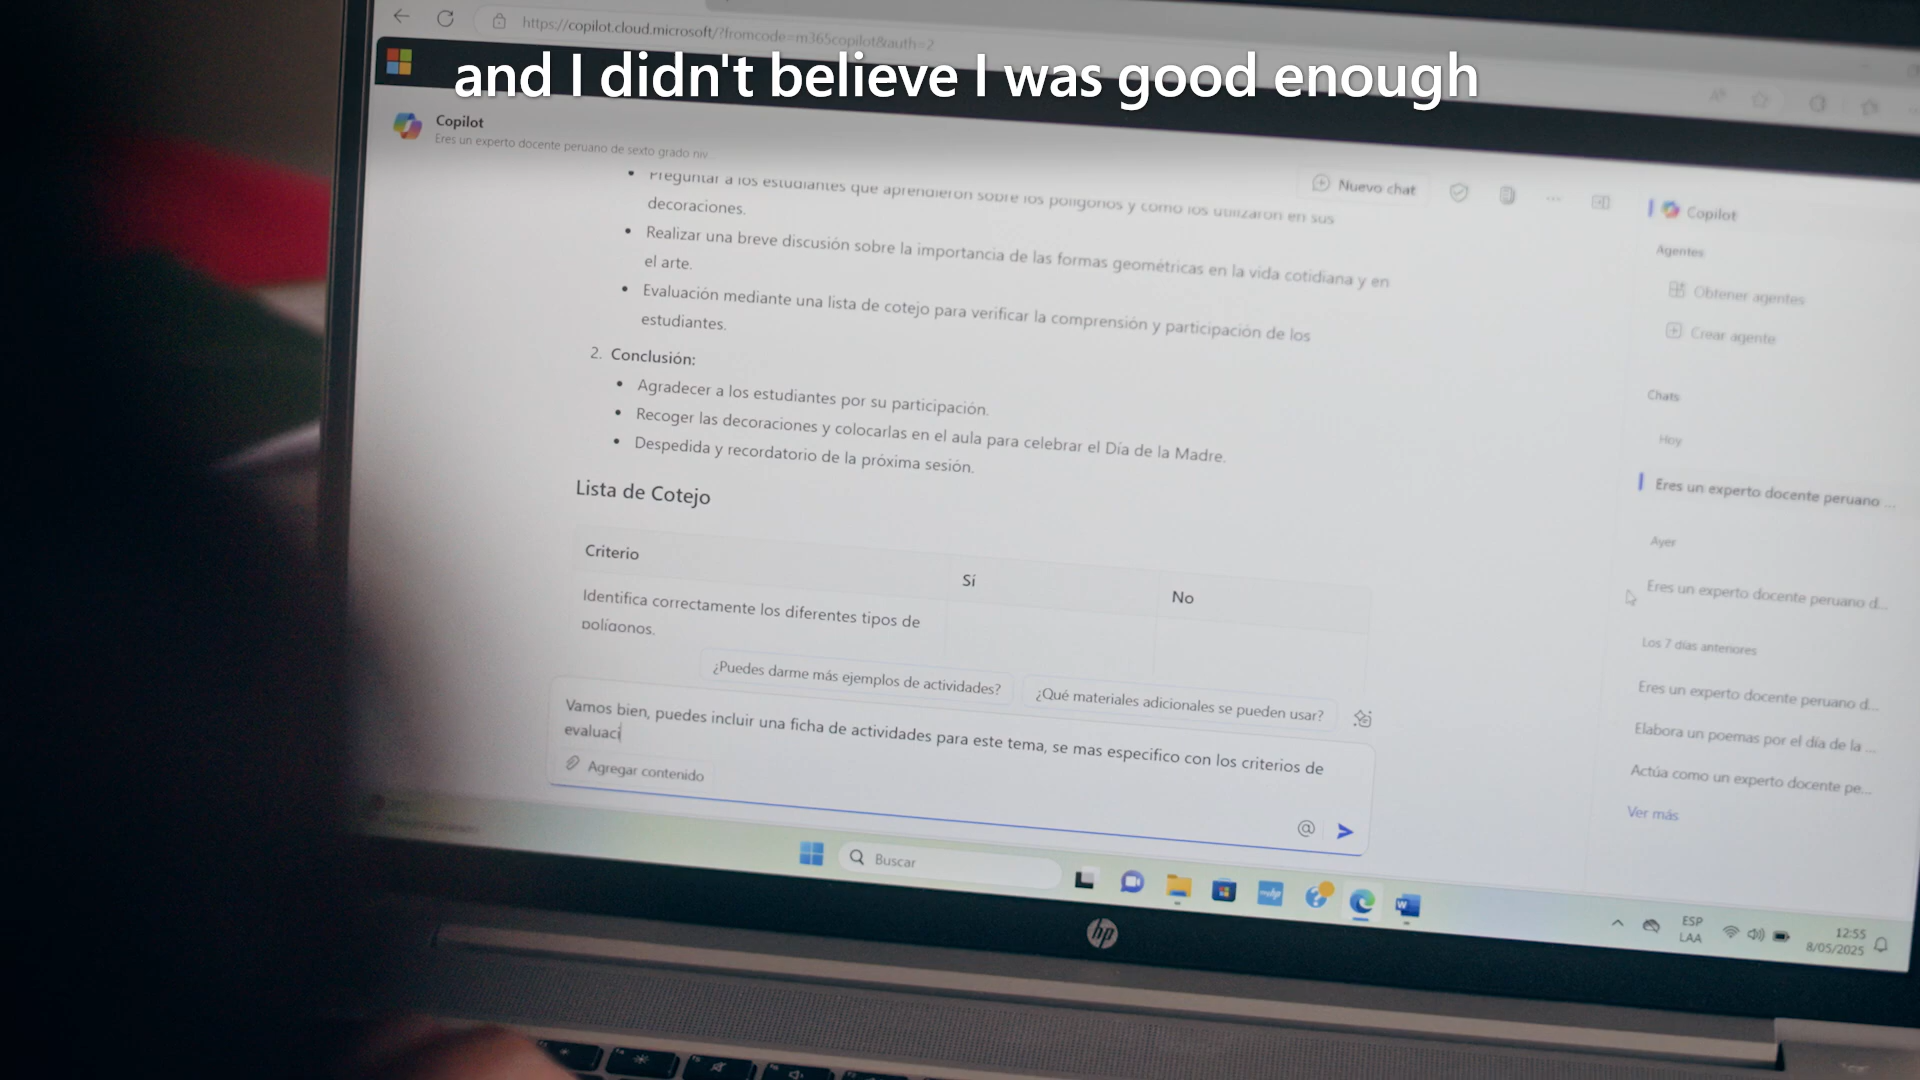 https://copilot.cloud.microsoft/?fromcode=m365copilot&auth=2
and I didn't believe I was good enough
Copilot
Eres un experto docente peruano de sexto grado niv...
Nuevo chat
Preguntar a los estudiantes que aprendieron sobre los polígonos y como los utilizaron en sus
decoraciones.
• Realizar una breve discusión sobre la importancia de las formas geométricas en la vida cotidiana y en
el arte.
• Evaluación mediante una lista de cotejo para verificar la comprensión y participación de los
estudiantes.
2. Conclusión:
• Agradecer a los estudiantes por su participación.
• Recoger las decoraciones y colocarlas en el aula para celebrar el Día de la Madre.
• Despedida y recordatorio de la próxima sesión.
Lista de Cotejo
Criterio Sí No
Identifica correctamente los diferentes tipos de
polígonos.
¿Puedes darme más ejemplos de actividades? ¿Qué materiales adicionales se pueden usar?
Vamos bien, puedes incluir una ficha de actividades para este tema, se mas especifico con los criterios de
evaluaci
Agregar contenido
@
Copilot
Agentes
Obtener agentes
Crear agente
Chats
Hoy
Eres un experto docente peruano ...
Ayer
Eres un experto docente peruano d...
Los 7 días anteriores
Eres un experto docente peruano d...
Elabora un poemas por el día de la ...
Actúa como un experto docente pe...
Ver más
Buscar
ESP
LAA
12:55
8/05/2025
hp